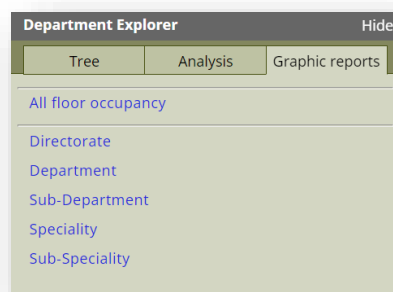 Department Explorer Hide
Tree Analysis Graphic reports
All floor occupancy
Directorate
Department
Sub-Department
Speciality
Sub-Speciality